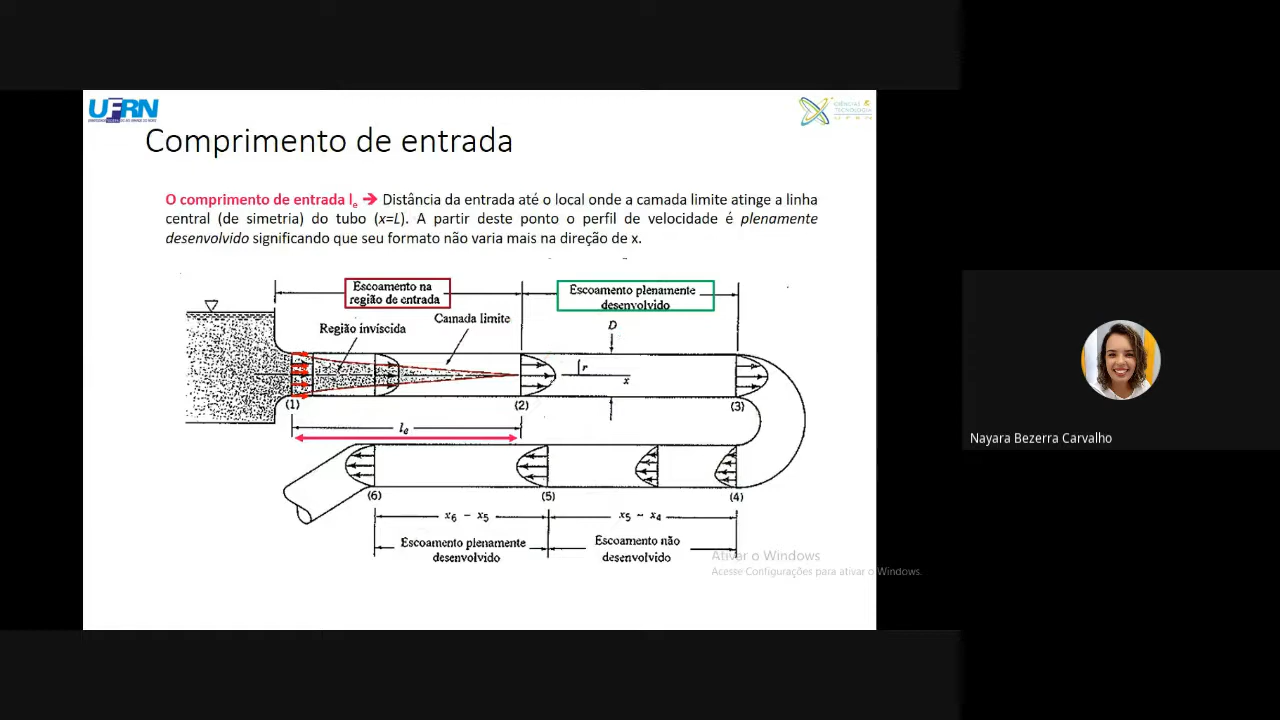 UFRN
Comprimento de entrada
O comprimento de entrada le ➔ Distância da entrada até o local onde a camada limite atinge a linha
central (de simetria) do tubo (x=L). A partir deste ponto o perfil de velocidade é plenamente
desenvolvido significando que seu formato não varia mais na direção de x.
Escoamento na
região de entrada
Escoamento plenamente
desenvolvido
Região invíscida
Camada limite
D
r
x
(1)
(2)
(3)
le
Nayara Bezerra Carvalho
(6)
(5)
(4)
x6 - x5
x5 - x4
Escoamento plenamente
desenvolvido
Escoamento não
desenvolvido
Ativar o Windows
Acesse Configurações para ativar o Windows.